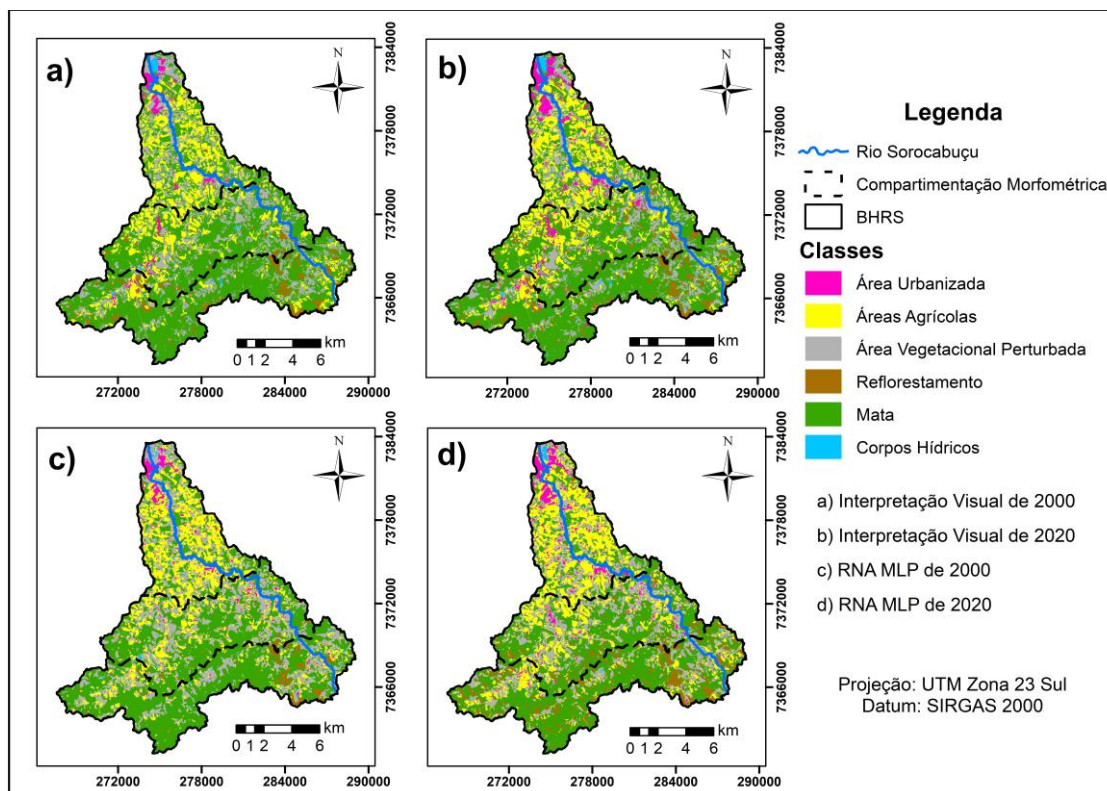 a)
N
7384000
7378000
7372000
7366000
km
0 1 2 4 6
272000 278000 284000 290000
b)
N
7384000
7378000
7372000
7366000
km
0 1 2 4 6
272000 278000 284000 290000
c)
N
7384000
7378000
7372000
7366000
km
0 1 2 4 6
272000 278000 284000 290000
d)
N
7384000
7378000
7372000
7366000
km
0 1 2 4 6
272000 278000 284000 290000
Legenda
Rio Sorocabuçu
Compartimentação Morfométrica
BHRS
Classes
Área Urbanizada
Áreas Agrícolas
Área Vegetacional Perturbada
Reflorestamento
Mata
Corpos Hídricos
a) Interpretação Visual de 2000
b) Interpretação Visual de 2020
c) RNA MLP de 2000
d) RNA MLP de 2020
Projeção: UTM Zona 23 Sul
Datum: SIRGAS 2000